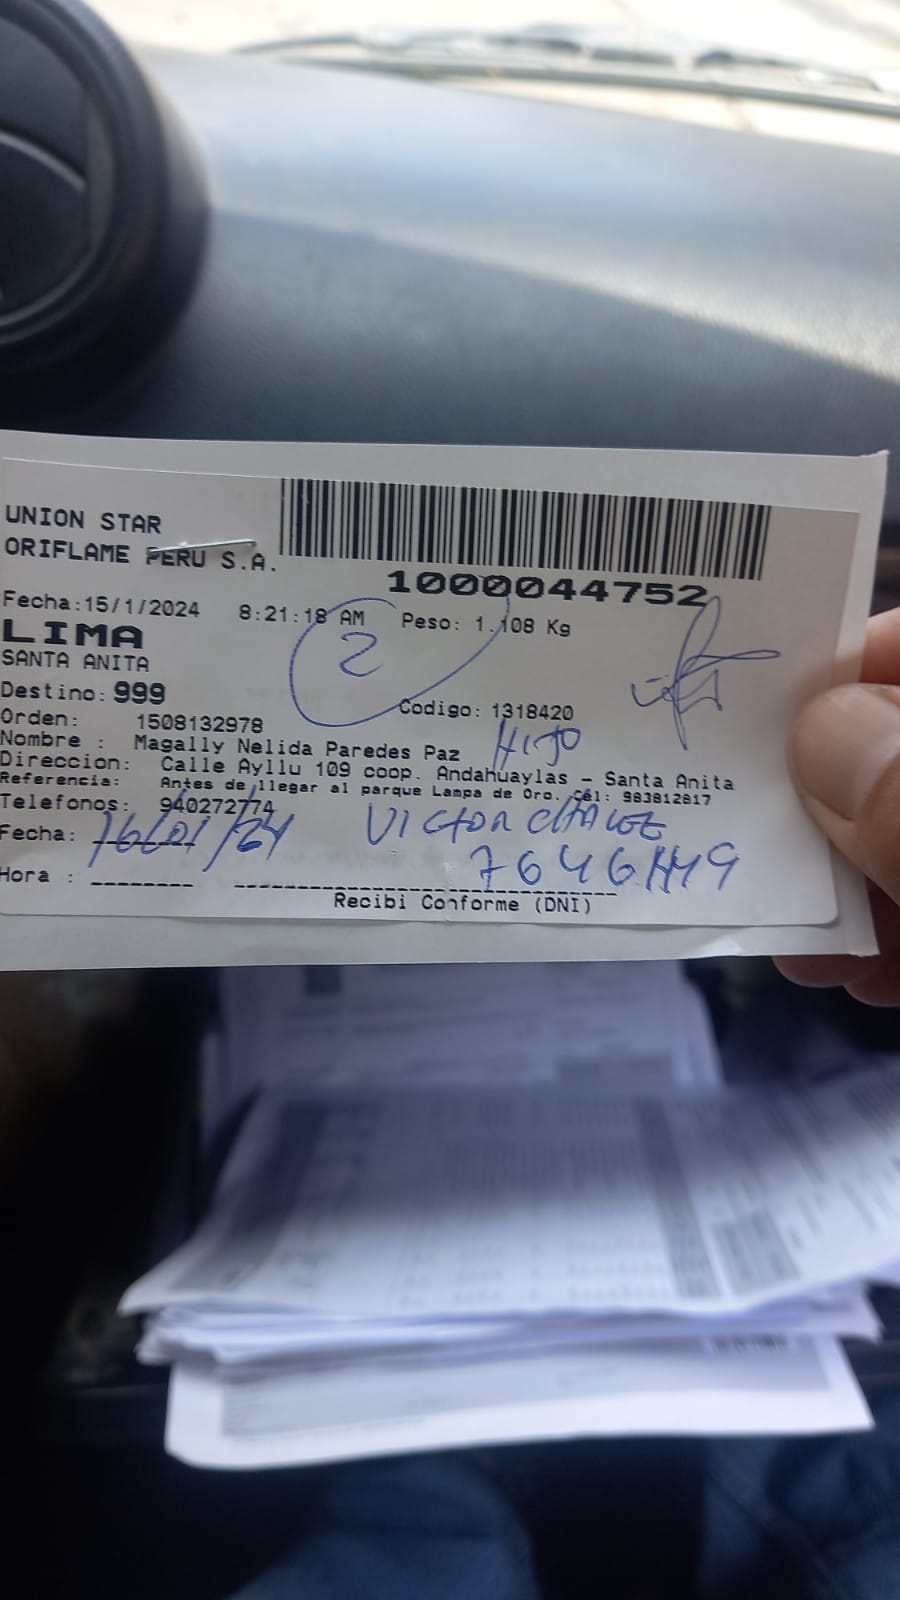 UNION STAR
ORIFLAME PERU S.A.
1000044752
Fecha:15/1/2024 8:21:18 AM Peso: 1.108 Kg
LIMA
2
SANTA ANITA
Destino: 999
Codigo: 1318420
Orden: 1508132978
Nombre : Magally Nelida Paredes Paz HIJO
Direccion: Calle Ayllu 109 coop. Andahuaylas - Santa Anita
Referencia: Antes de llegar al parque Lampa de Oro. Cel: 983812817
Telefonos: 940272774
Fecha: 16/01/24 VICTOR
Hora :
Recibi Conforme (DNI)